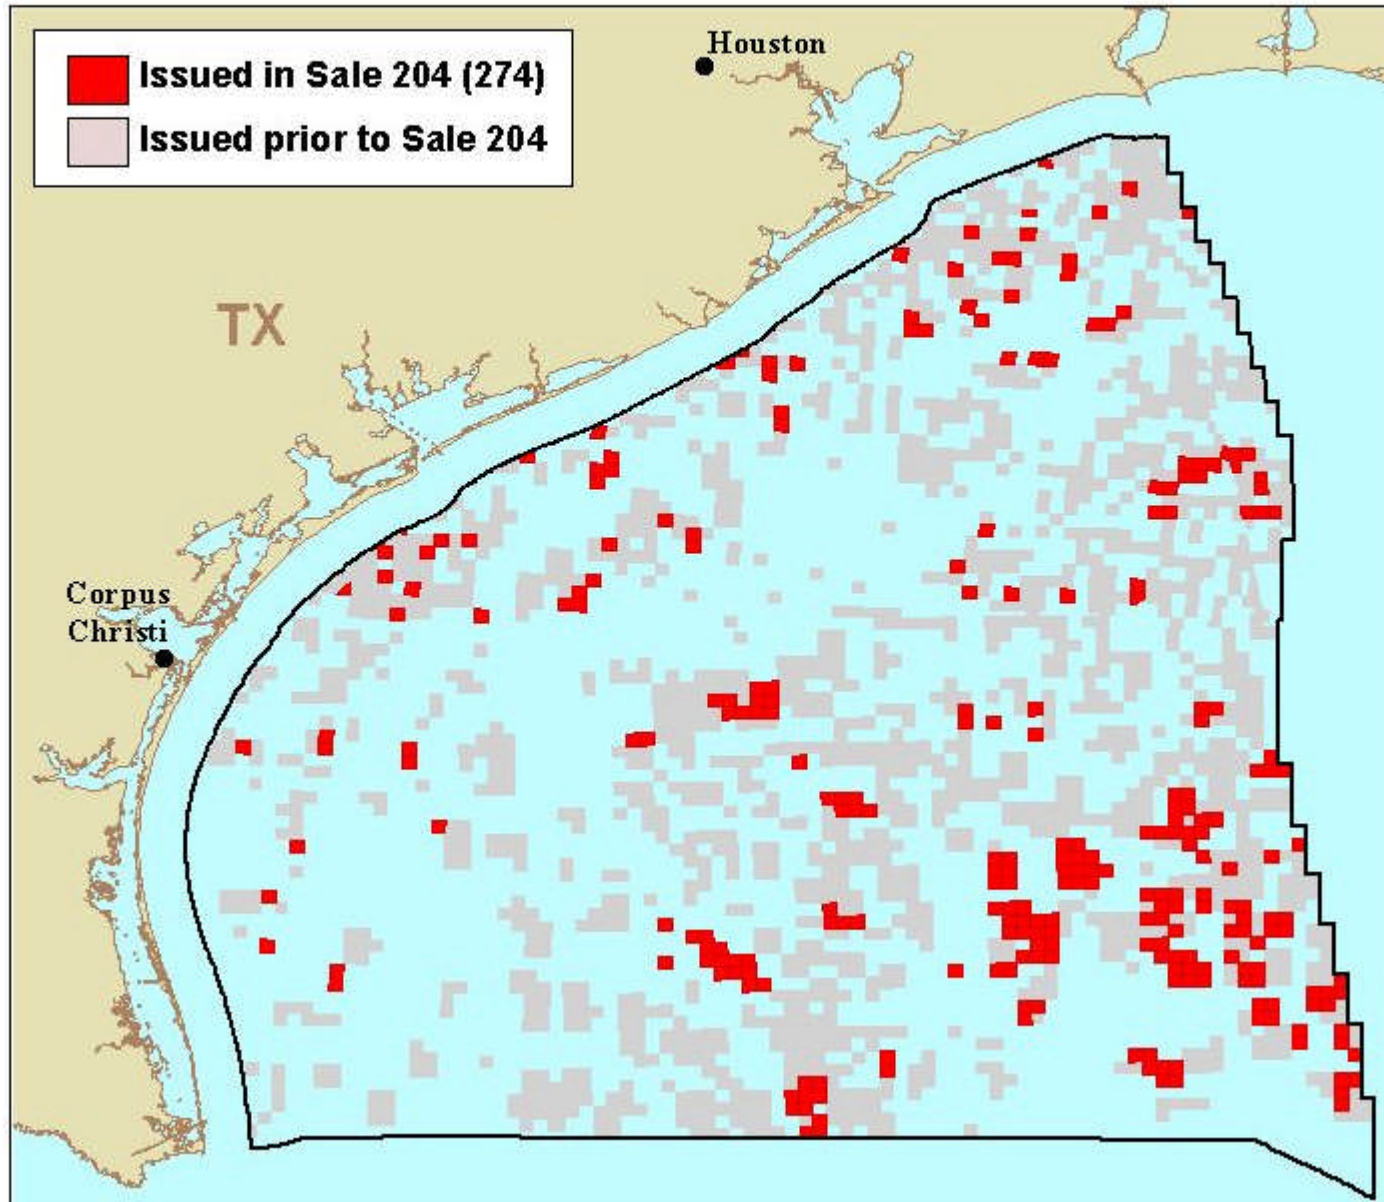 Issued in Sale 204 (274)
Issued prior to Sale 204
Houston
TX
Corpus
Christi